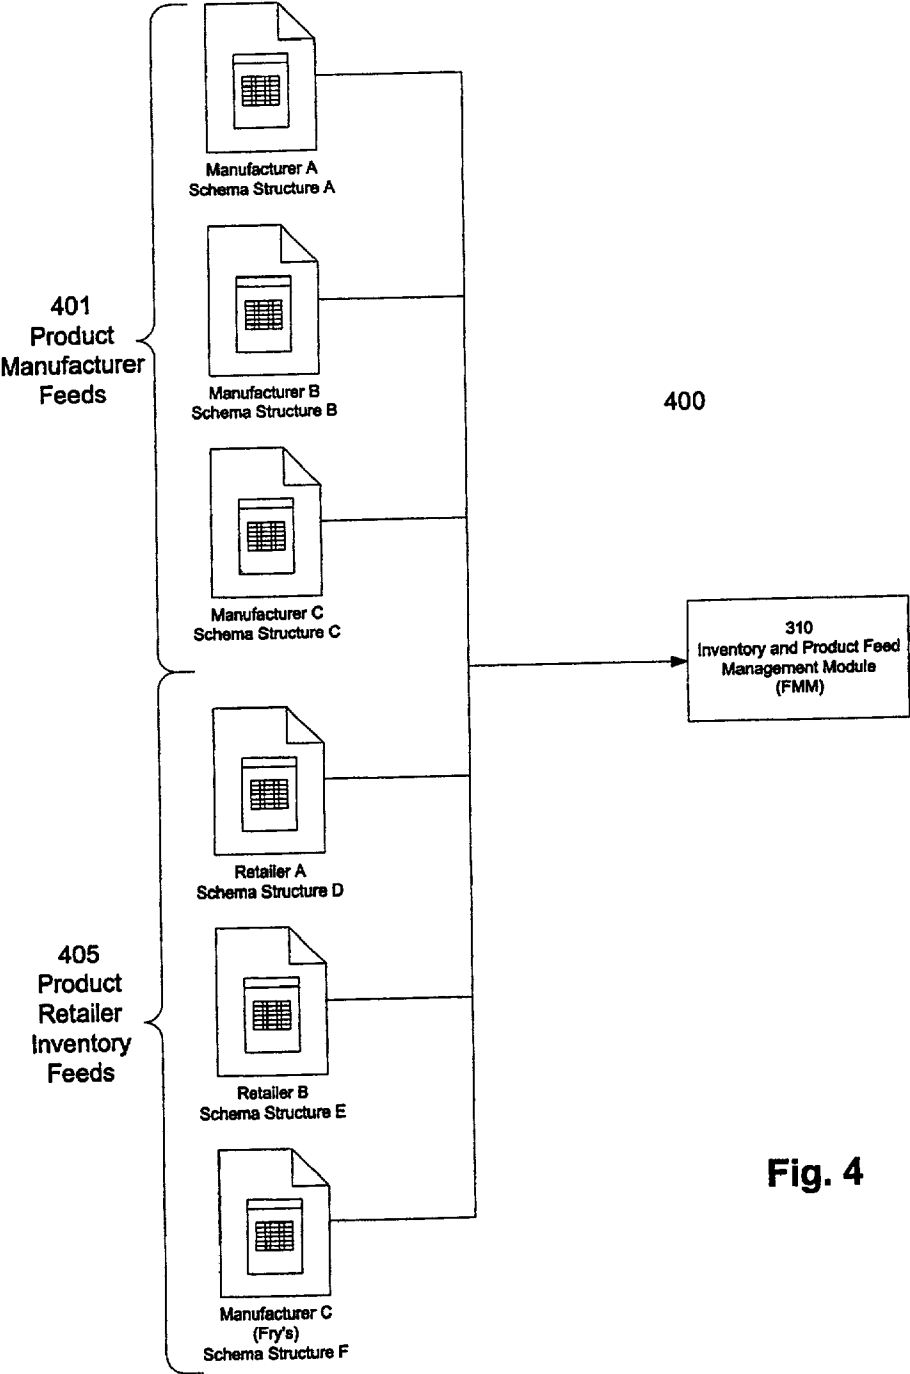 Manufacturer A
Schema Structure A
401
Product
Manufacturer
Feeds
Manufacturer B
Schema Structure B
400
Manufacturer C
Schema Structure C
310
Inventory and Product Feed
Management Module
(FMM)
Retailer A
Schema Structure D
405
Product
Retailer
Inventory
Feeds
Retailer B
Schema Structure E
Fig. 4
Manufacturer C
(Fry's)
Schema Structure F